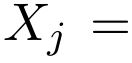 X_j =